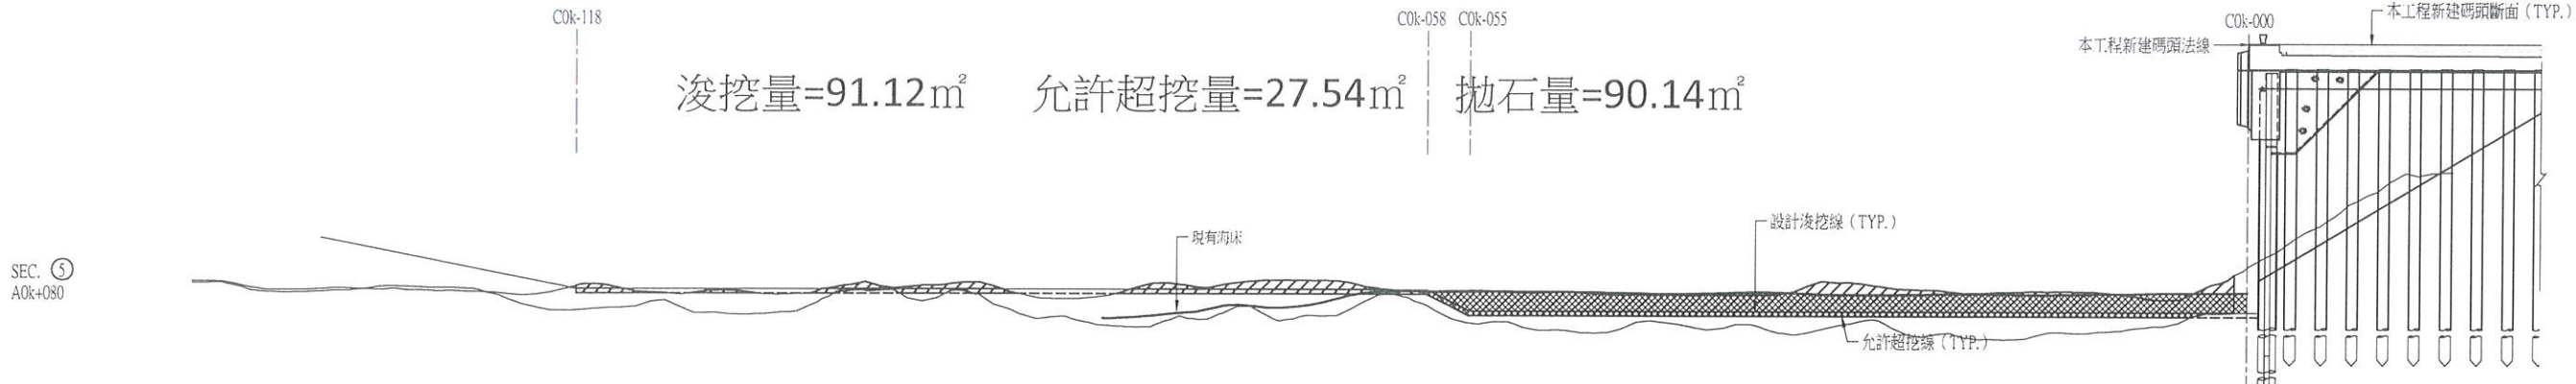 C0k-118
C0k-058
C0k-055
C0k-000
本工程新建碼頭斷面 (TYP.)
本工程新建碼頭法線
浚挖量=91.12㎡ 允許超挖量=27.54㎡ 拋石量=90.14㎡
設計浚挖線 (TYP.)
現有海床
SEC. ⑤
A0k+080
允許超挖線 (TYP.)